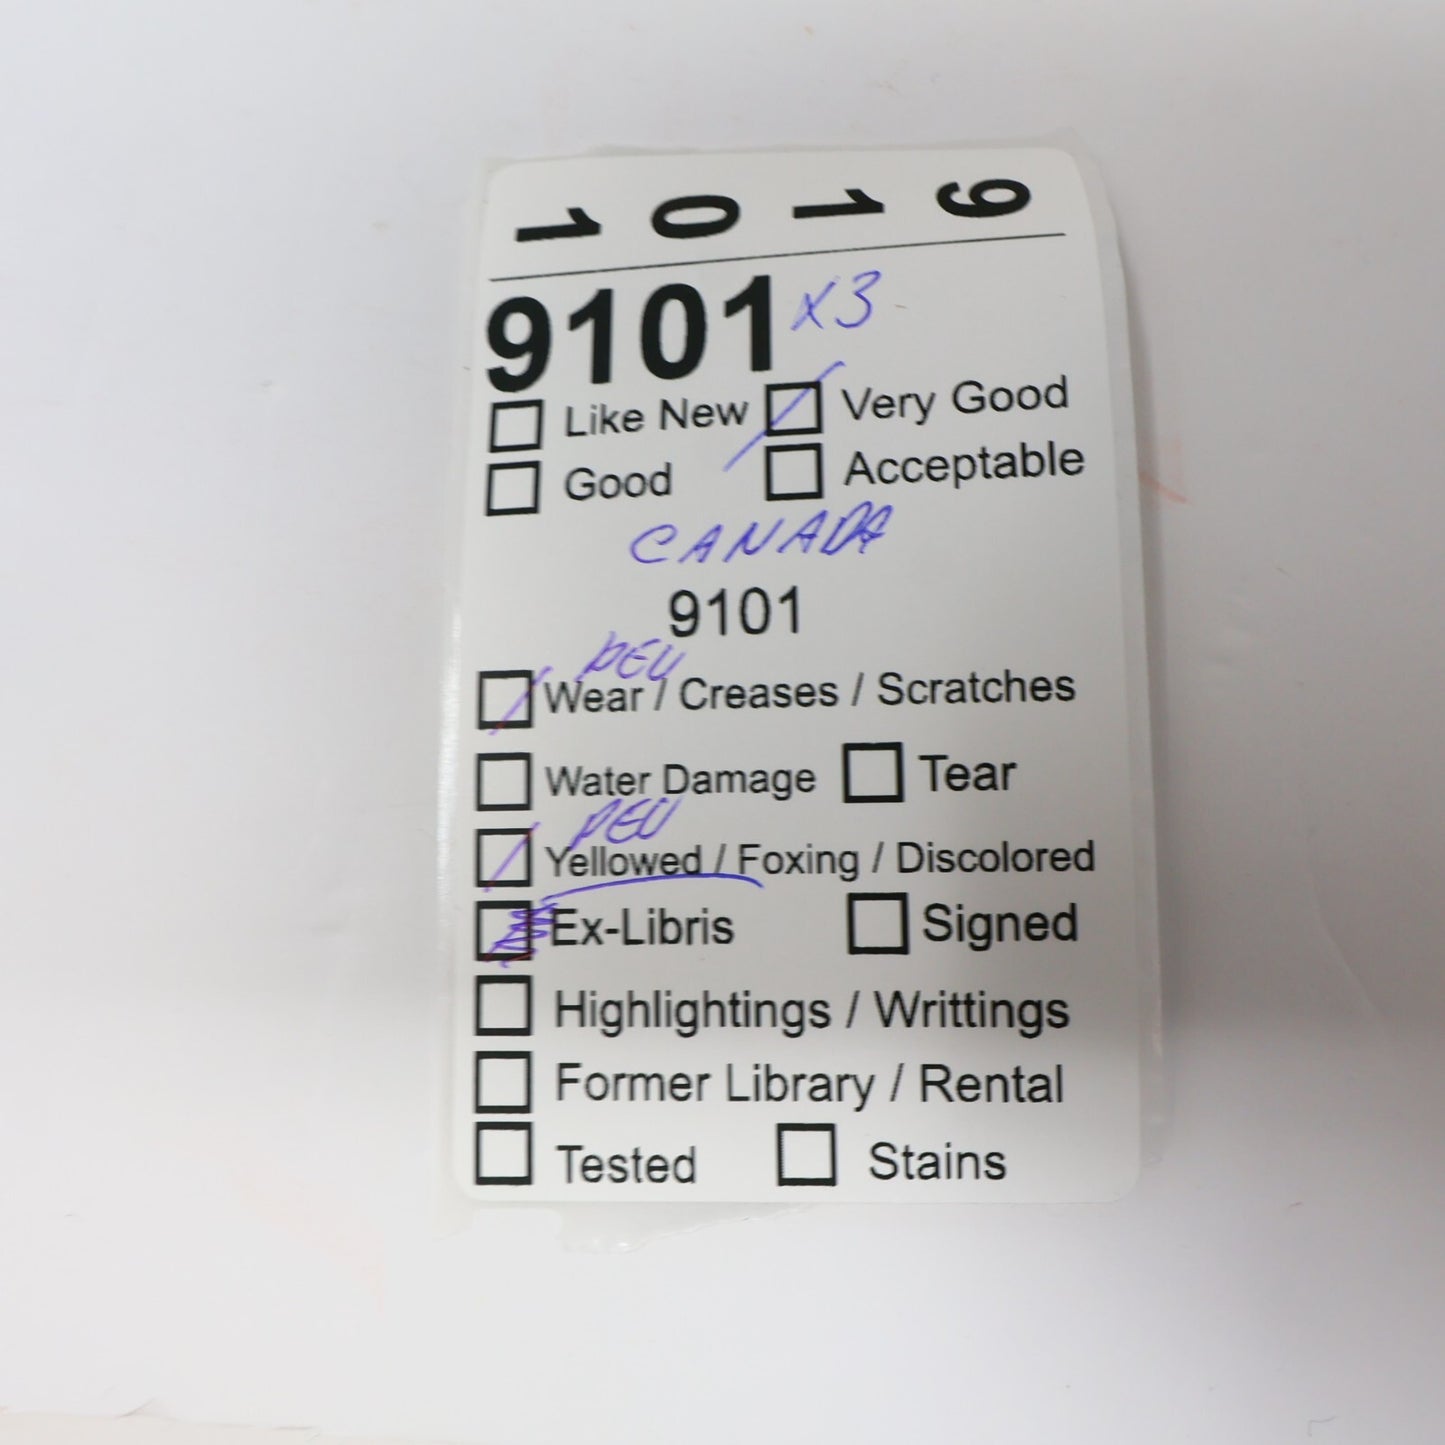 9101
9101 x3
Like New Very Good
Good Acceptable
CANADA
9101
PEU
Wear / Creases / Scratches
Water Damage Tear
PEU
Yellowed / Foxing / Discolored
Ex-Libris Signed
Highlightings / Writtings
Former Library / Rental
Tested Stains